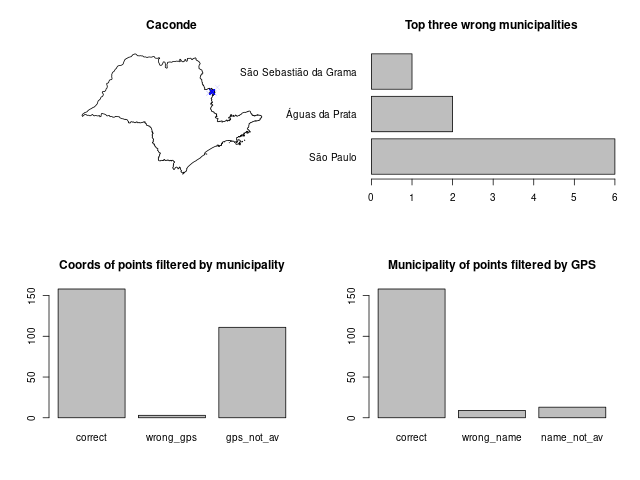 Caconde
Top three wrong municipalities
São Sebastião da Grama
Águas da Prata
São Paulo
0 1 2 3 4 5 6
Coords of points filtered by municipality
0 50 100 150
correct wrong_gps gps_not_av
Municipality of points filtered by GPS
0 50 100 150
correct wrong_name name_not_av